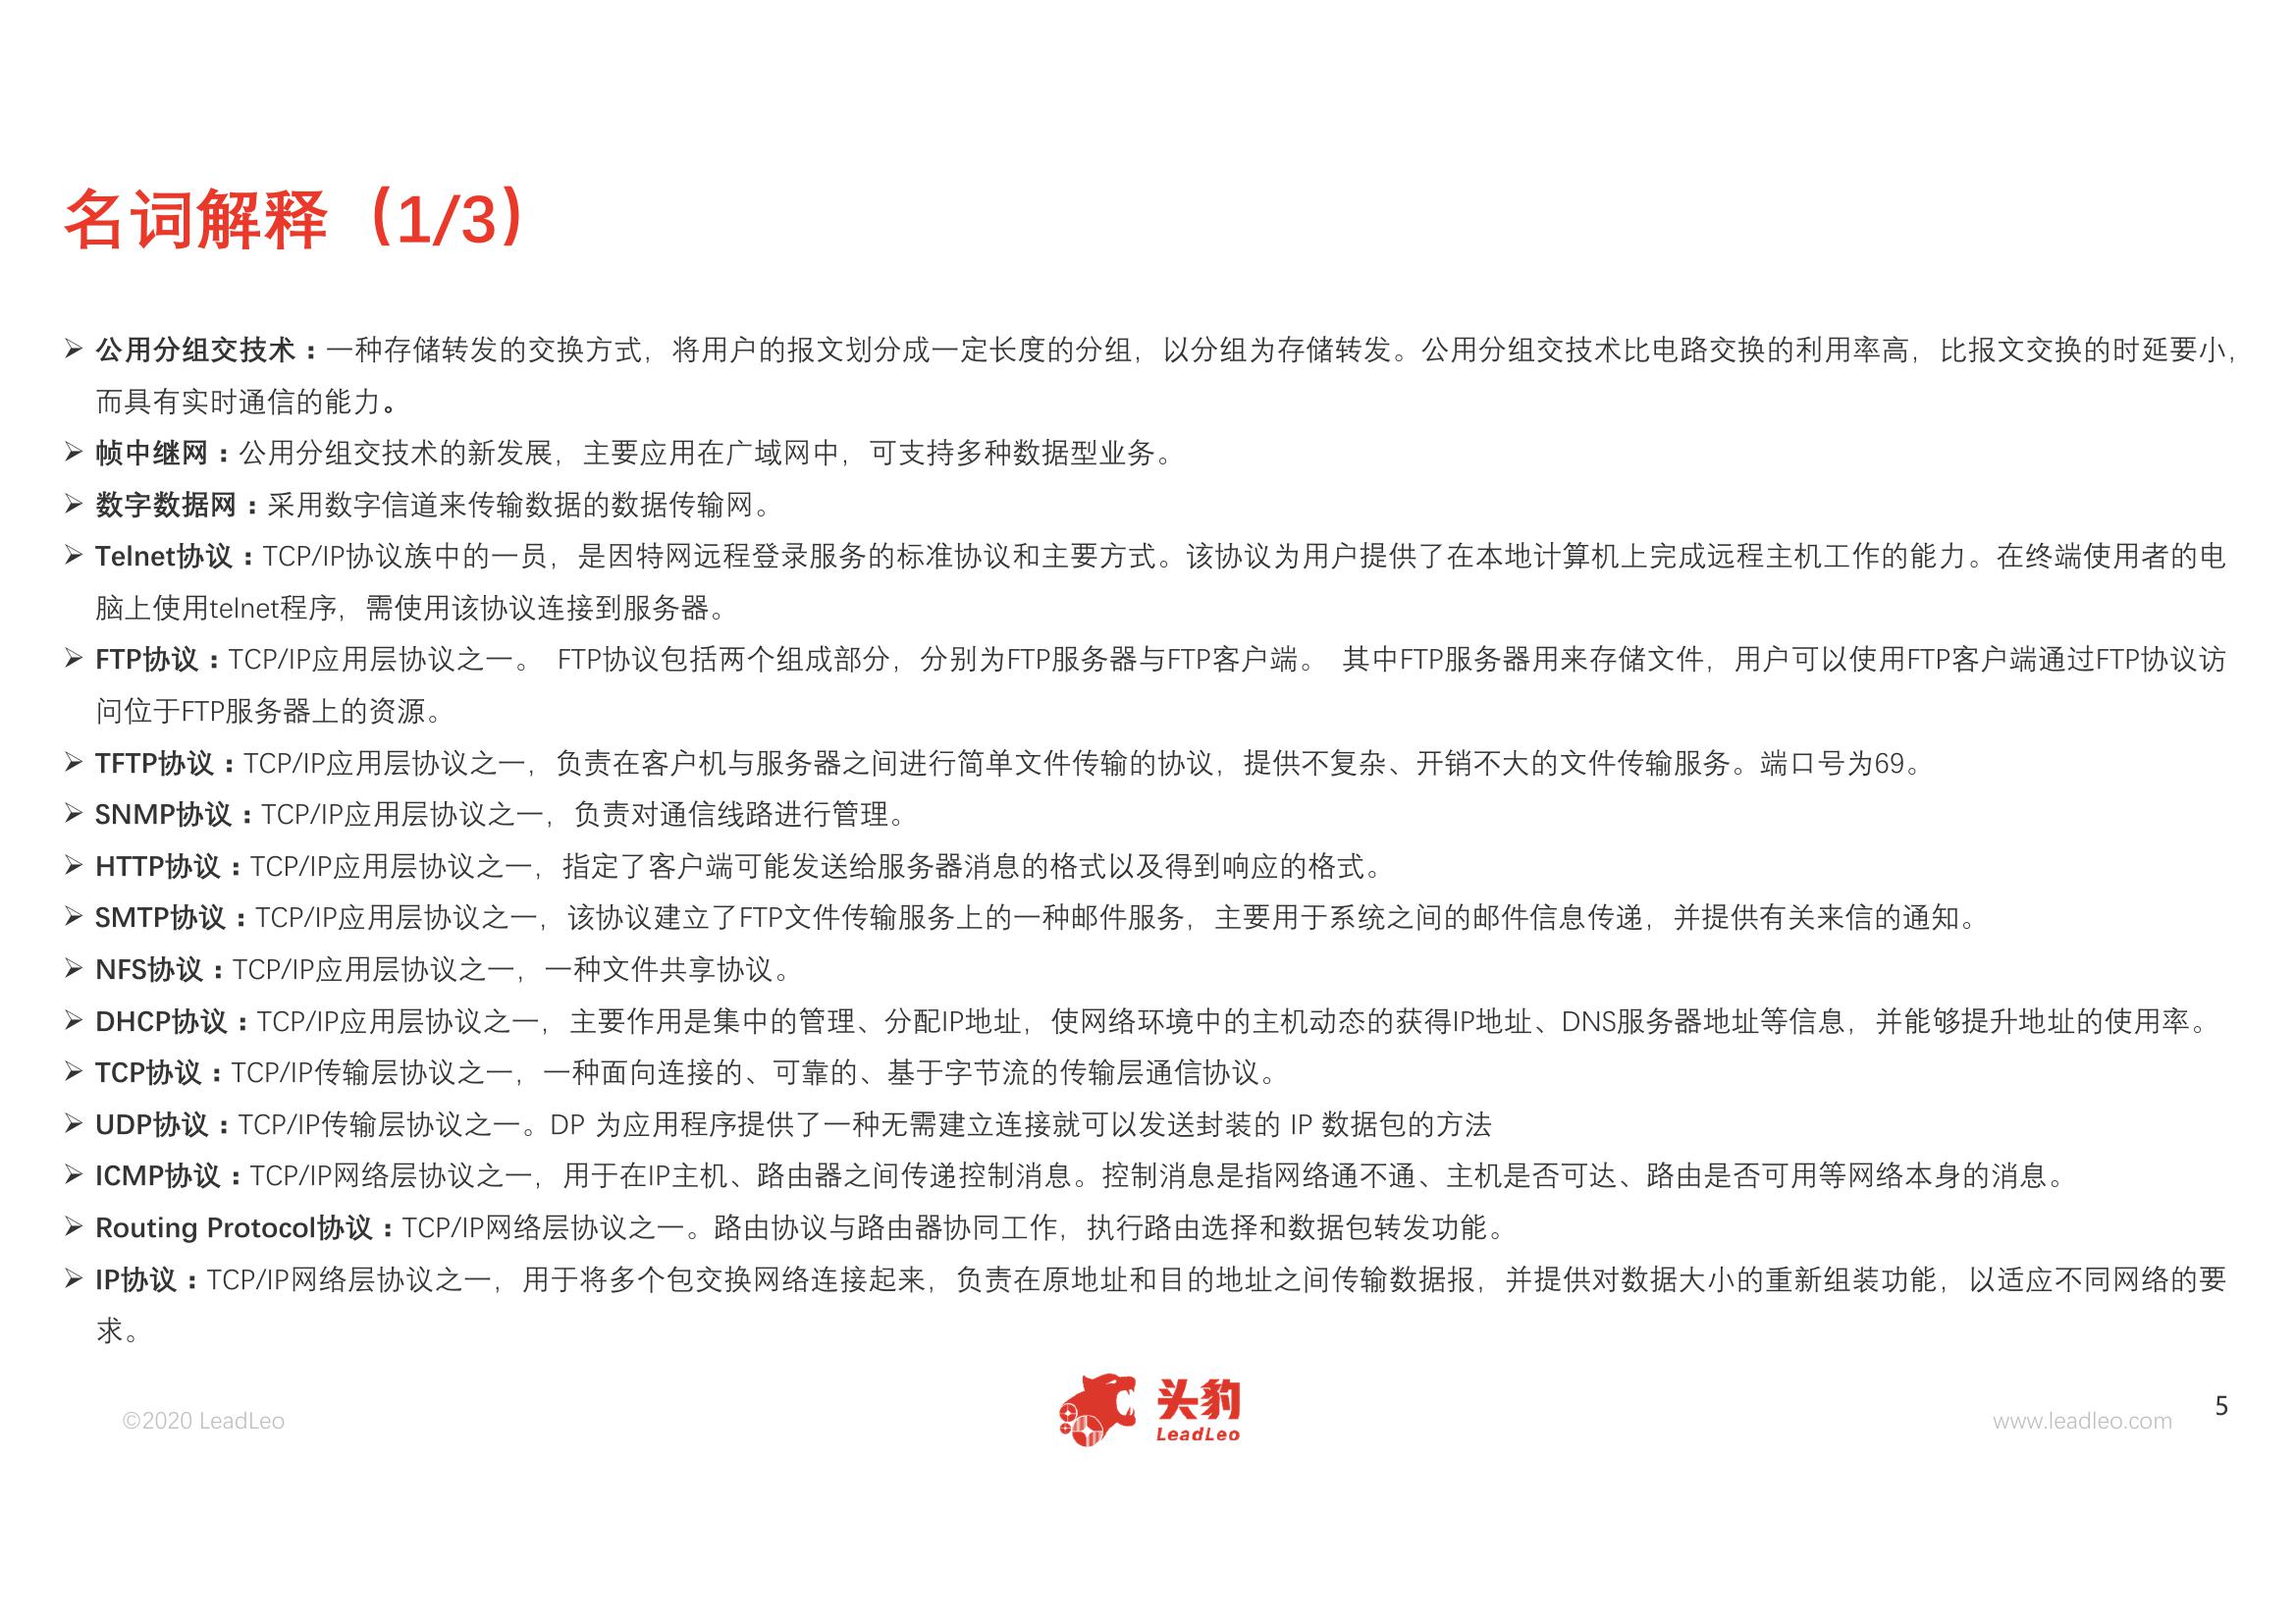 名词解释（1/3）
公用分组交技术：一种存储转发的交换方式，将用户的报文划分成一定长度的分组，以分组为存储转发。公用分组交技术比电路交换的利用率高，比报文交换的时延要小，
而具有实时通信的能力。
帧中继网：公用分组交技术的新发展，主要应用在广域网中，可支持多种数据型业务。
数字数据网：采用数字信道来传输数据的数据传输网。
Telnet协议：TCP/IP协议族中的一员，是因特网远程登录服务的标准协议和主要方式。该协议为用户提供了在本地计算机上完成远程主机工作的能力。在终端使用者的电
脑上使用telnet程序，需使用该协议连接到服务器。
FTP协议：TCP/IP应用层协议之一。 FTP协议包括两个组成部分，分别为FTP服务器与FTP客户端。 其中FTP服务器用来存储文件，用户可以使用FTP客户端通过FTP协议访
问位于FTP服务器上的资源。
TFTP协议：TCP/IP应用层协议之一，负责在客户机与服务器之间进行简单文件传输的协议，提供不复杂、开销不大的文件传输服务。端口号为69。
SNMP协议：TCP/IP应用层协议之一，负责对通信线路进行管理。
HTTP协议：TCP/IP应用层协议之一，指定了客户端可能发送给服务器消息的格式以及得到响应的格式。
SMTP协议：TCP/IP应用层协议之一，该协议建立了FTP文件传输服务上的一种邮件服务，主要用于系统之间的邮件信息传递，并提供有关来信的通知。
NFS协议：TCP/IP应用层协议之一，一种文件共享协议。
DHCP协议：TCP/IP应用层协议之一，主要作用是集中的管理、分配IP地址，使网络环境中的主机动态的获得IP地址、DNS服务器地址等信息，并能够提升地址的使用率。
TCP协议：TCP/IP传输层协议之一，一种面向连接的、可靠的、基于字节流的传输层通信协议。
UDP协议：TCP/IP传输层协议之一。DP 为应用程序提供了一种无需建立连接就可以发送封装的 IP 数据包的方法
ICMP协议：TCP/IP网络层协议之一，用于在IP主机、路由器之间传递控制消息。控制消息是指网络通不通、主机是否可达、路由是否可用等网络本身的消息。
Routing Protocol协议：TCP/IP网络层协议之一。路由协议与路由器协同工作，执行路由选择和数据包转发功能。
IP协议：TCP/IP网络层协议之一，用于将多个包交换网络连接起来，负责在原地址和目的地址之间传输数据报，并提供对数据大小的重新组装功能，以适应不同网络的要
求。
©2020 LeadLeo
头豹
LeadLeo
www.leadleo.com
5